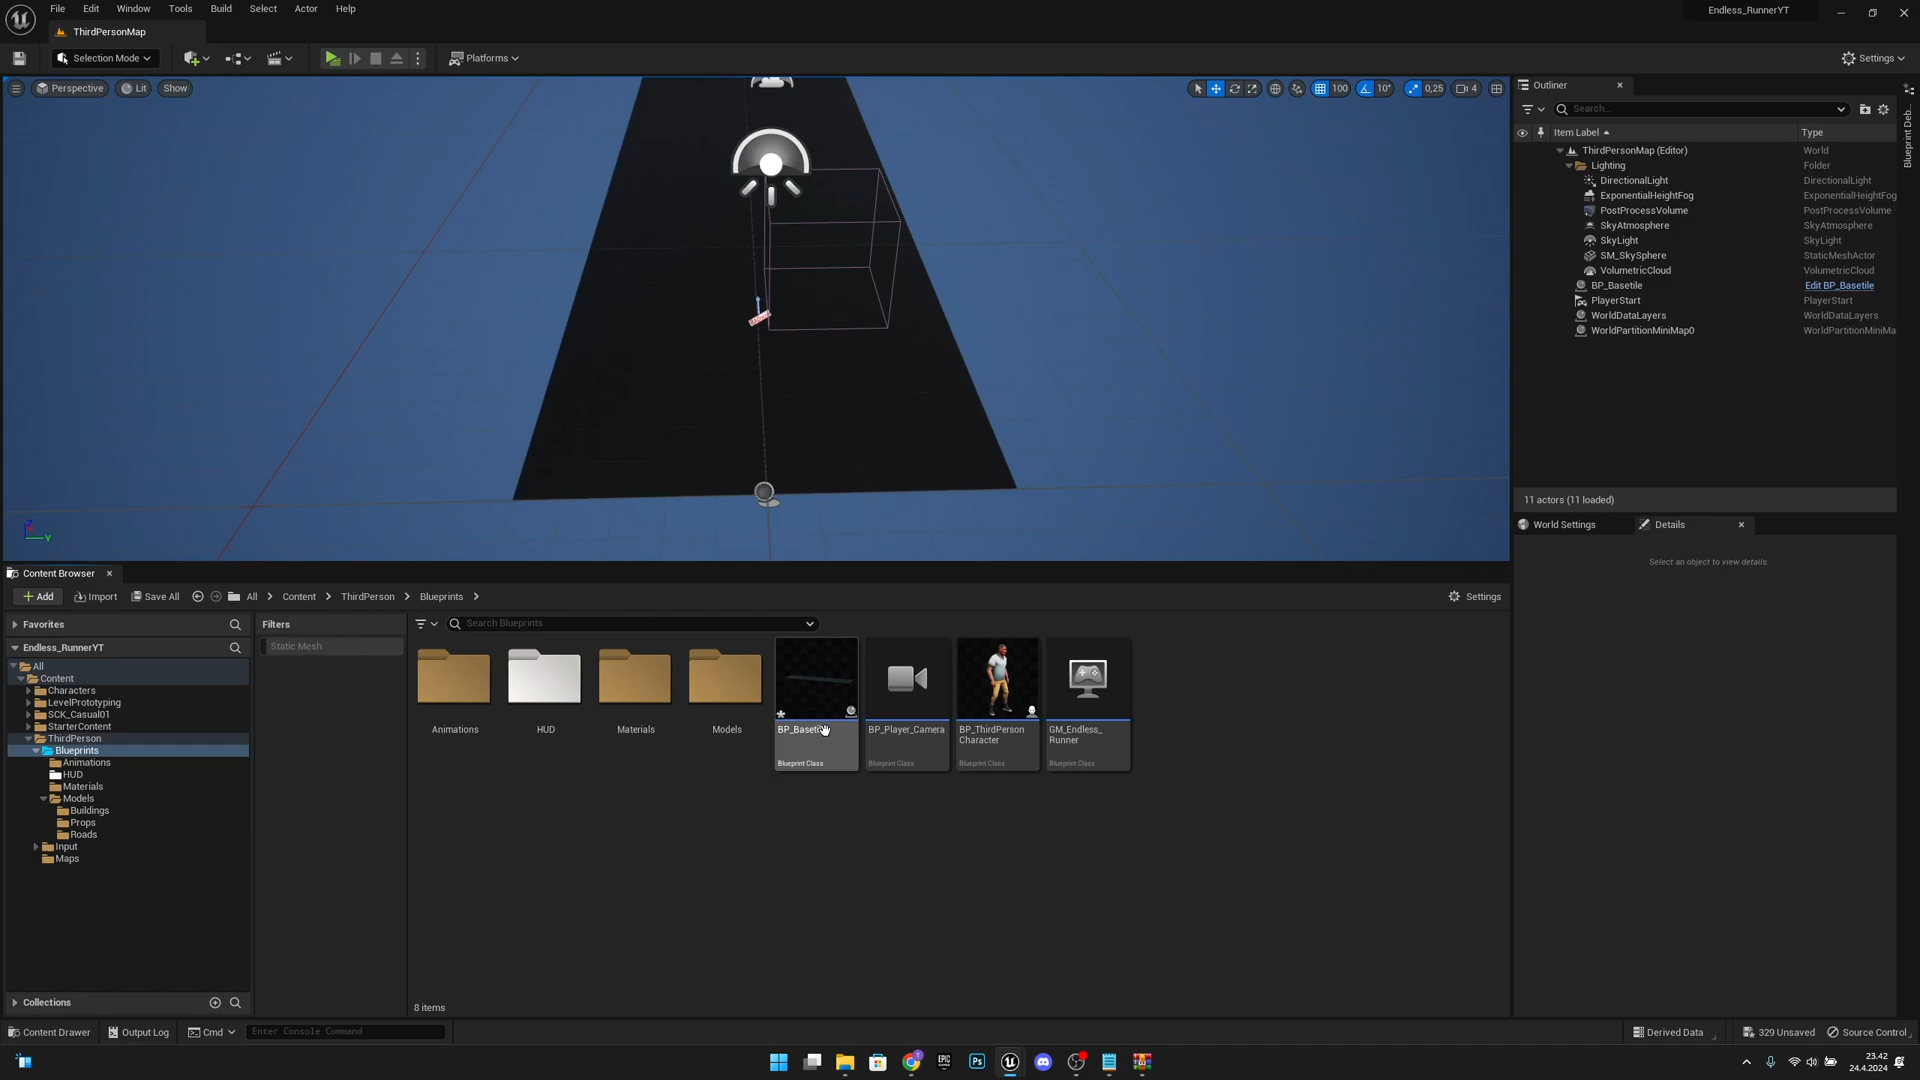 File Edit Window Tools Build Select Actor Help
Endless_RunnerYT
ThirdPersonMap
Selection Mode
Platforms
Settings
Perspective Lit Show
100 10° 0,25 4
Outliner
Search...
Item Label Type
ThirdPersonMap (Editor) World
Lighting Folder
DirectionalLight DirectionalLight
ExponentialHeightFog ExponentialHeightFog
PostProcessVolume PostProcessVolume
SkyAtmosphere SkyAtmosphere
SkyLight SkyLight
SM_SkySphere StaticMeshActor
VolumetricCloud VolumetricCloud
BP_Basetile Edit BP_Basetile
PlayerStart PlayerStart
WorldDataLayers WorldDataLayers
WorldPartitionMiniMap0 WorldPartitionMiniMa
Blueprint Deb..
11 actors (11 loaded)
World Settings Details
Select an object to view details.
Z Y
Content Browser
Add Import Save All All Content ThirdPerson Blueprints
Settings
Favorites
Filters
Search Blueprints
Endless_RunnerYT
Static Mesh
All
Content
Characters
LevelPrototyping
SCK_Casual01
StarterContent
ThirdPerson
Blueprints
Animations
HUD
Materials
Models
Buildings
Props
Roads
Input
Maps
Animations
HUD
Materials
Models
BP_Player_Camera
Blueprint Class
BP_ThirdPerson
Character
Blueprint Class
GM_Endless_
Runner
Blueprint Class
Blueprint Class
8 items
Collections
Content Drawer Output Log Cmd Enter Console Command
Derived Data 329 Unsaved Source Control
EPIC
GAMES
Ps
23.42
24.4.2024